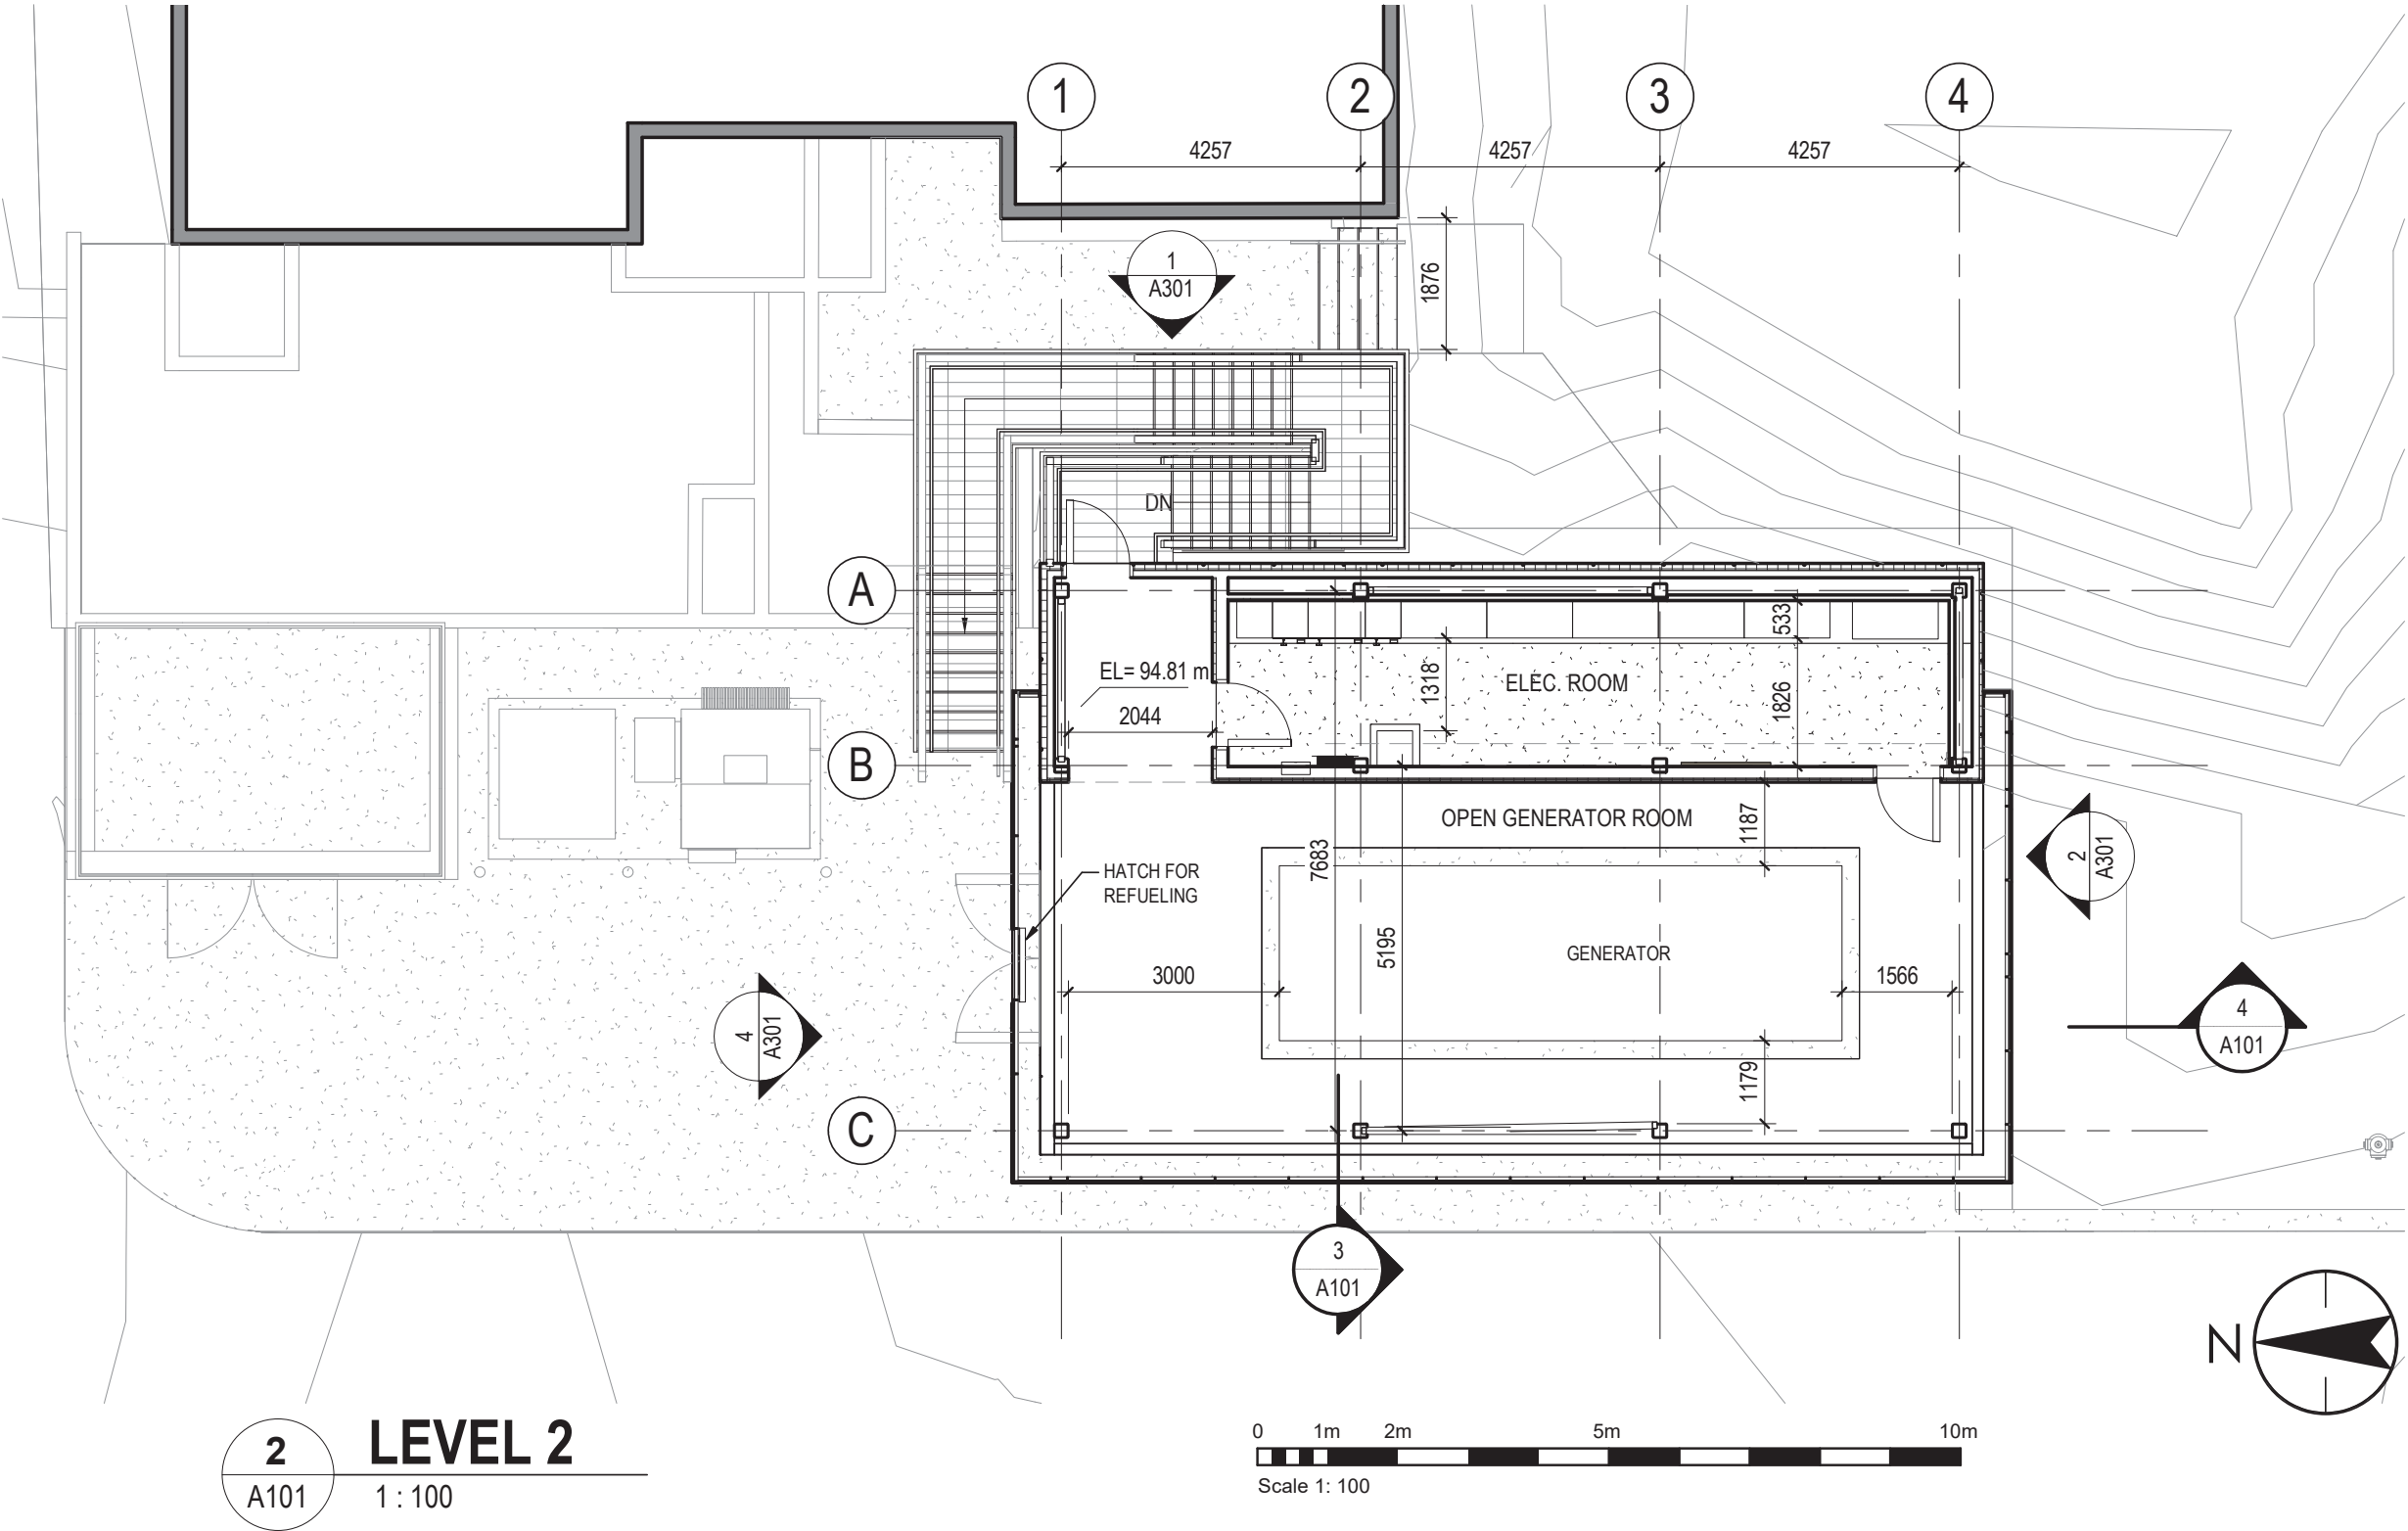 1
2
3
4
4257
4257
4257
1
A301
1876
DN
A
533
EL= 94.81 m
1318
ELEC. ROOM
1826
2044
B
OPEN GENERATOR ROOM
1187
2
A301
7683
HATCH FOR
REFUELING
5195
GENERATOR
3000
1566
4
A301
4
A101
1179
C
3
A101
N
2
A101
LEVEL 2
1 : 100
0 1m 2m 5m 10m
Scale 1: 100